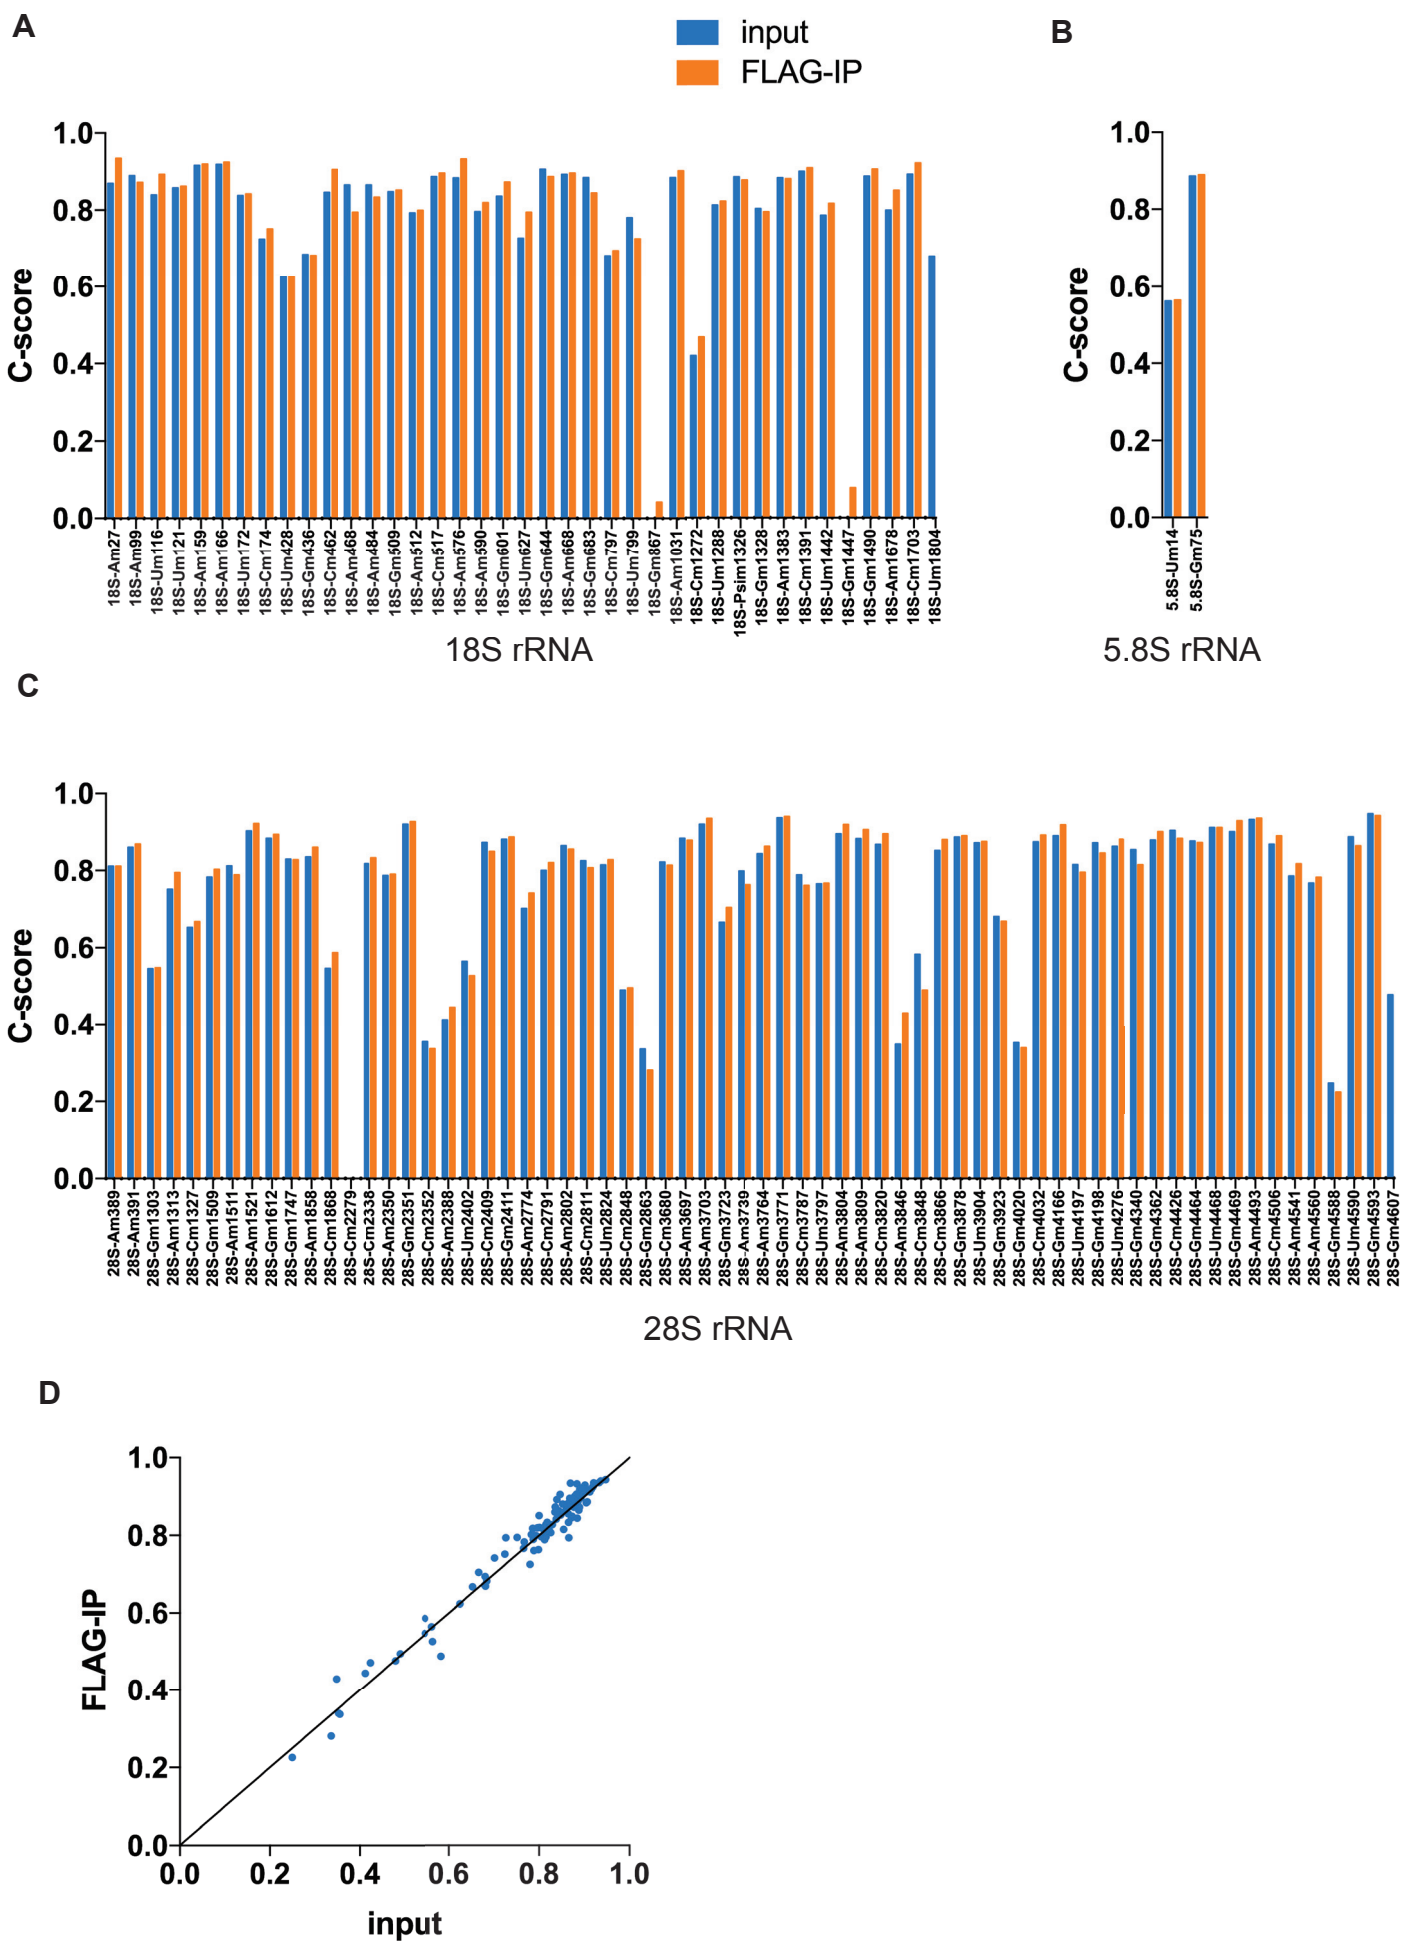 A
input
FLAG-IP
B
1.0
0.8
0.6
0.4
0.2
0.0
C-score
18S-Am27
18S-Am99
18S-Um116
18S-Um121
18S-Am159
18S-Am166
18S-Um172
18S-Cm174
18S-Um428
18S-Gm436
18S-Cm462
18S-Am468
18S-Am484
18S-Gm509
18S-Am512
18S-Cm517
18S-Am576
18S-Am590
18S-Gm601
18S-Um627
18S-Gm644
18S-Am668
18S-Gm683
18S-Cm797
18S-Um799
18S-Gm867
18S-Am1031
18S-Cm1272
18S-Um1288
18S-Psim1326
18S-Gm1328
18S-Am1383
18S-Cm1391
18S-Um1442
18S-Gm1447
18S-Gm1490
18S-Am1678
18S-Cm1703
18S-Um1804
18S rRNA
1.0
0.8
0.6
0.4
0.2
0.0
C-score
5.8S-Um14
5.8S-Gm75
5.8S rRNA
C
1.0
0.8
0.6
0.4
0.2
0.0
C-score
28S-Am389
28S-Am391
28S-Gm1303
28S-Am1313
28S-Cm1327
28S-Gm1509
28S-Am1511
28S-Am1521
28S-Gm1612
28S-Gm1747
28S-Am1858
28S-Cm1868
28S-Cm2279
28S-Cm2338
28S-Am2350
28S-Gm2351
28S-Cm2352
28S-Am2388
28S-Um2402
28S-Cm2409
28S-Gm2411
28S-Am2774
28S-Cm2791
28S-Am2802
28S-Cm2811
28S-Um2824
28S-Cm2848
28S-Gm2863
28S-Cm3680
28S-Am3697
28S-Am3703
28S-Gm3723
28s-Am3739
28S-Am3764
28S-Gm3771
28S-Cm3787
28S-Um3797
28S-Am3804
28S-Am3809
28S-Cm3820
28S-Am3846
28S-Cm3848
28S-Cm3866
28S-Gm3878
28S-Um3904
28S-Gm3923
28S-Gm4020
28S-Cm4032
28S-Gm4166
28S-Um4197
28S-Gm4198
28S-Um4276
28S-Gm4340
28S-Gm4362
28S-Cm4426
28S-Gm4464
28S-Um4468
28S-Gm4469
28S-Am4493
28S-Cm4506
28S-Am4541
28S-Am4560
28S-Gm4588
28S-Um4590
28S-Gm4593
28S-Gm4607
28S rRNA
D
1.0
0.8
0.6
0.4
0.2
0.0
FLAG-IP
0.0 0.2 0.4 0.6 0.8 1.0
input